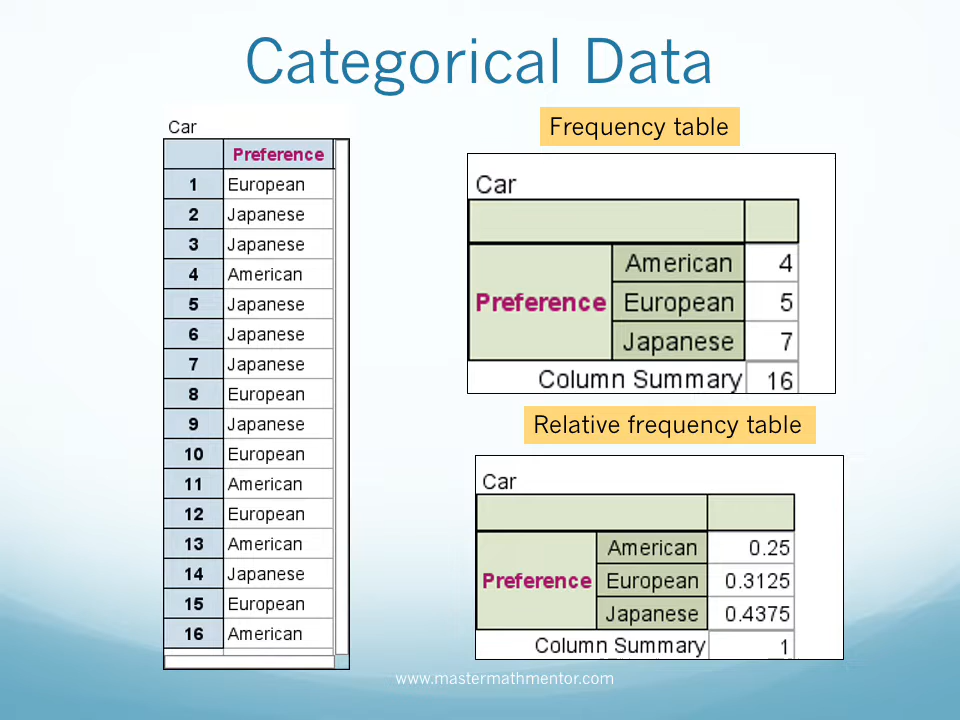 Categorical Data
Car
Preference
1 European
2 Japanese
3 Japanese
4 American
5 Japanese
6 Japanese
7 Japanese
8 European
9 Japanese
10 European
11 American
12 European
13 American
14 Japanese
15 European
16 American
Frequency table
Car
American 4
Preference European 5
Japanese 7
Column Summary 16
Relative frequency table
Car
American 0.25
Preference European 0.3125
Japanese 0.4375
Column Summary 1
www.mastermathmentor.com